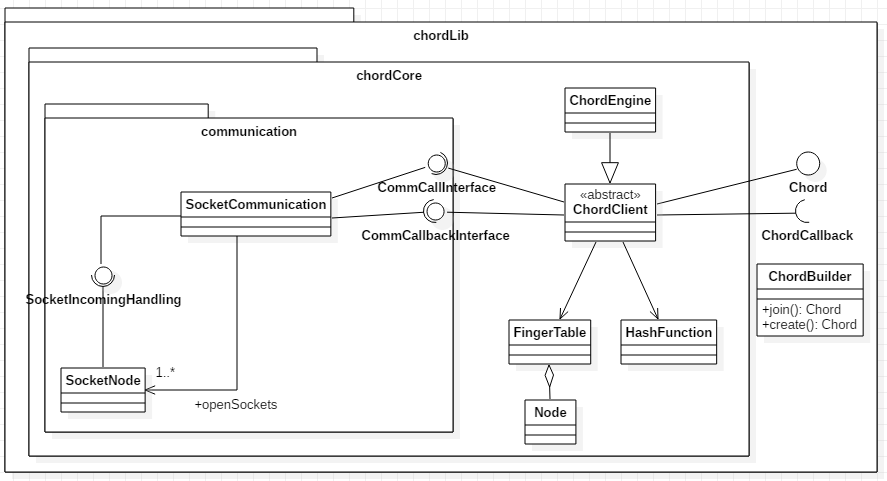 chordLib
chordCore
communication
ChordEngine
CommCallInterface
«abstract»
ChordClient
Chord
SocketCommunication
CommCallbackInterface
ChordCallback
SocketIncomingHandling
ChordBuilder
+join(): Chord
+create(): Chord
FingerTable
HashFunction
SocketNode
1..*
+openSockets
Node